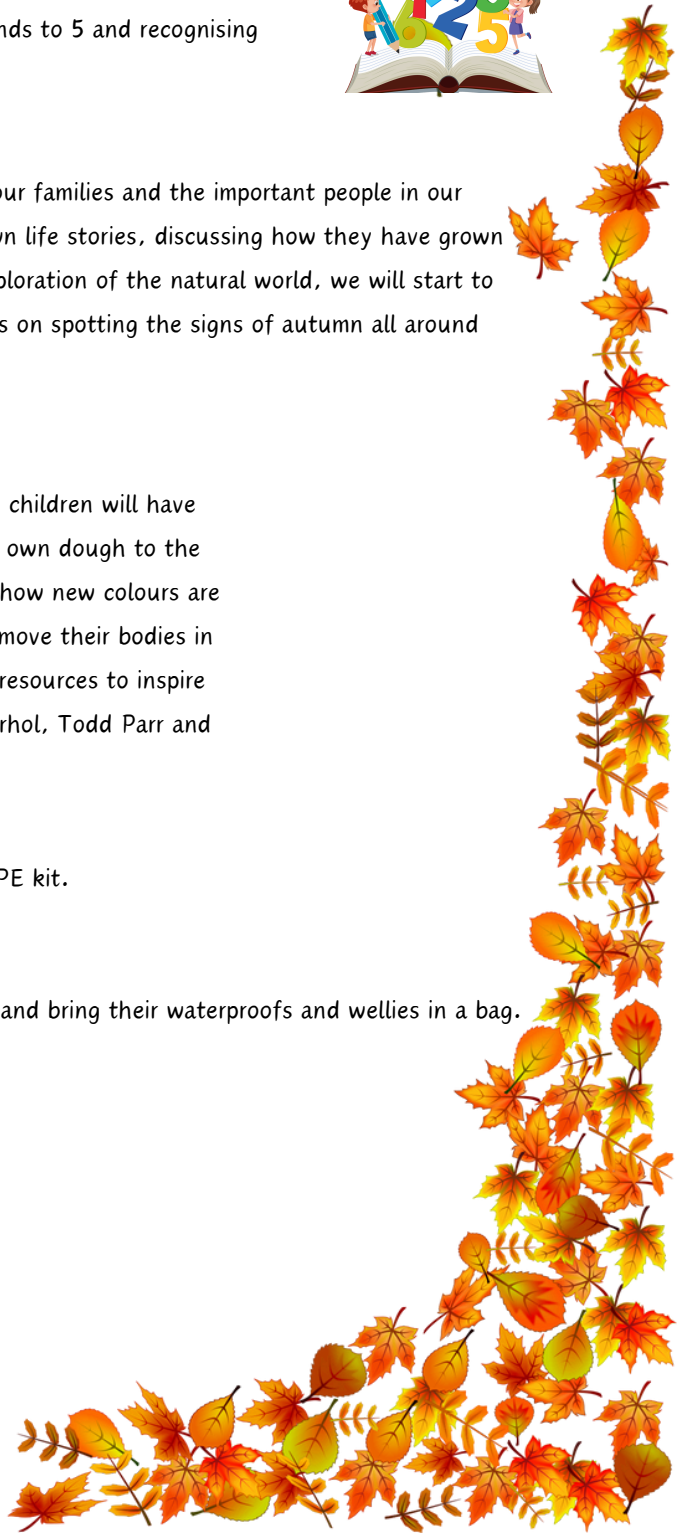 nds to 5 and recognising
our families and the important people in our
n life stories, discussing how they have grown
ploration of the natural world, we will start to
s on spotting the signs of autumn all around
children will have
own dough to the
how new colours are
move their bodies in
resources to inspire
rhol, Todd Parr and
PE kit.
and bring their waterproofs and wellies in a bag.